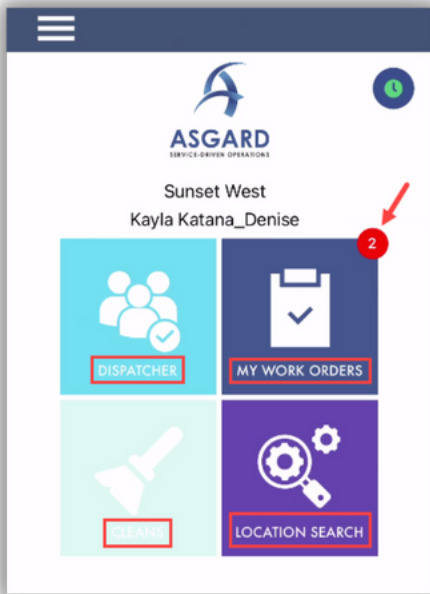 ASGARD
SERVICE-DRIVEN OPERATIONS
Sunset West
Kayla Katana_Denise
2
DISPATCHER
MY WORK ORDERS
CLEANS
LOCATION SEARCH